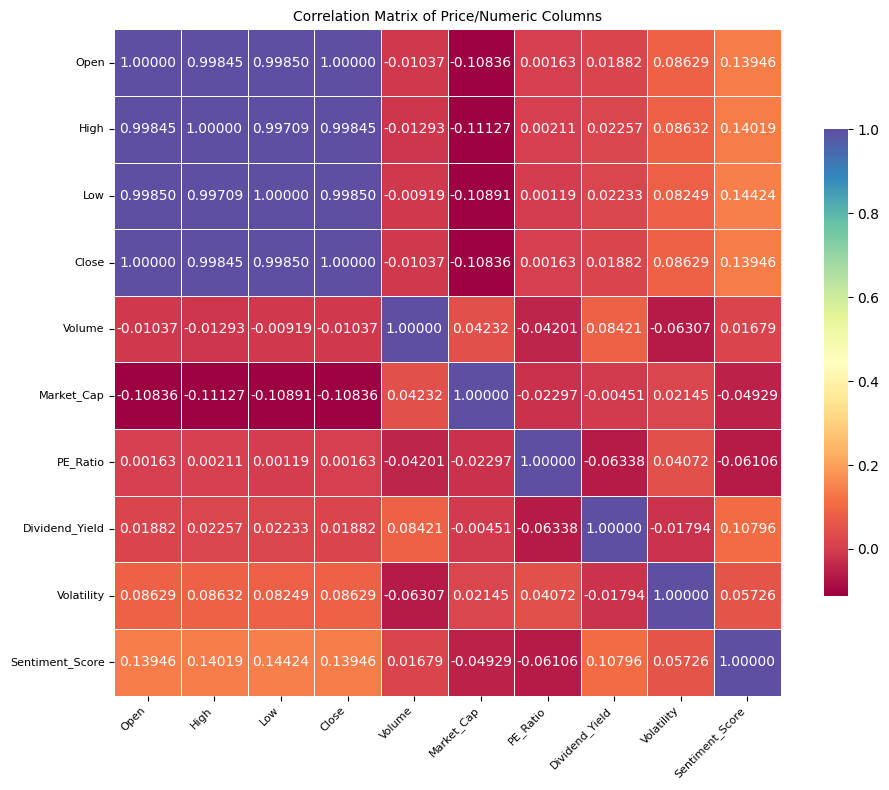 Correlation Matrix of Price/Numeric Columns
Open 1.00000 0.99845 0.99850 1.00000 -0.01037 -0.10836 0.00163 0.01882 0.08629 0.13946
High 0.99845 1.00000 0.99709 0.99845 -0.01293 -0.11127 0.00211 0.02257 0.08632 0.14019
Low 0.99850 0.99709 1.00000 0.99850 -0.00919 -0.10891 0.00119 0.02233 0.08249 0.14424
Close 1.00000 0.99845 0.99850 1.00000 -0.01037 -0.10836 0.00163 0.01882 0.08629 0.13946
Volume -0.01037 -0.01293 -0.00919 -0.01037 1.00000 0.04232 -0.04201 0.08421 -0.06307 0.01679
Market_Cap -0.10836 -0.11127 -0.10891 -0.10836 0.04232 1.00000 -0.02297 -0.00451 0.02145 -0.04929
PE_Ratio 0.00163 0.00211 0.00119 0.00163 -0.04201 -0.02297 1.00000 -0.06338 0.04072 -0.06106
Dividend_Yield 0.01882 0.02257 0.02233 0.01882 0.08421 -0.00451 -0.06338 1.00000 -0.01794 0.10796
Volatility 0.08629 0.08632 0.08249 0.08629 -0.06307 0.02145 0.04072 -0.01794 1.00000 0.05726
Sentiment_Score 0.13946 0.14019 0.14424 0.13946 0.01679 -0.04929 -0.06106 0.10796 0.05726 1.00000
Open High Low Close Volume Market_Cap PE_Ratio Dividend_Yield Volatility Sentiment_Score
1.0
0.8
0.6
0.4
0.2
0.0